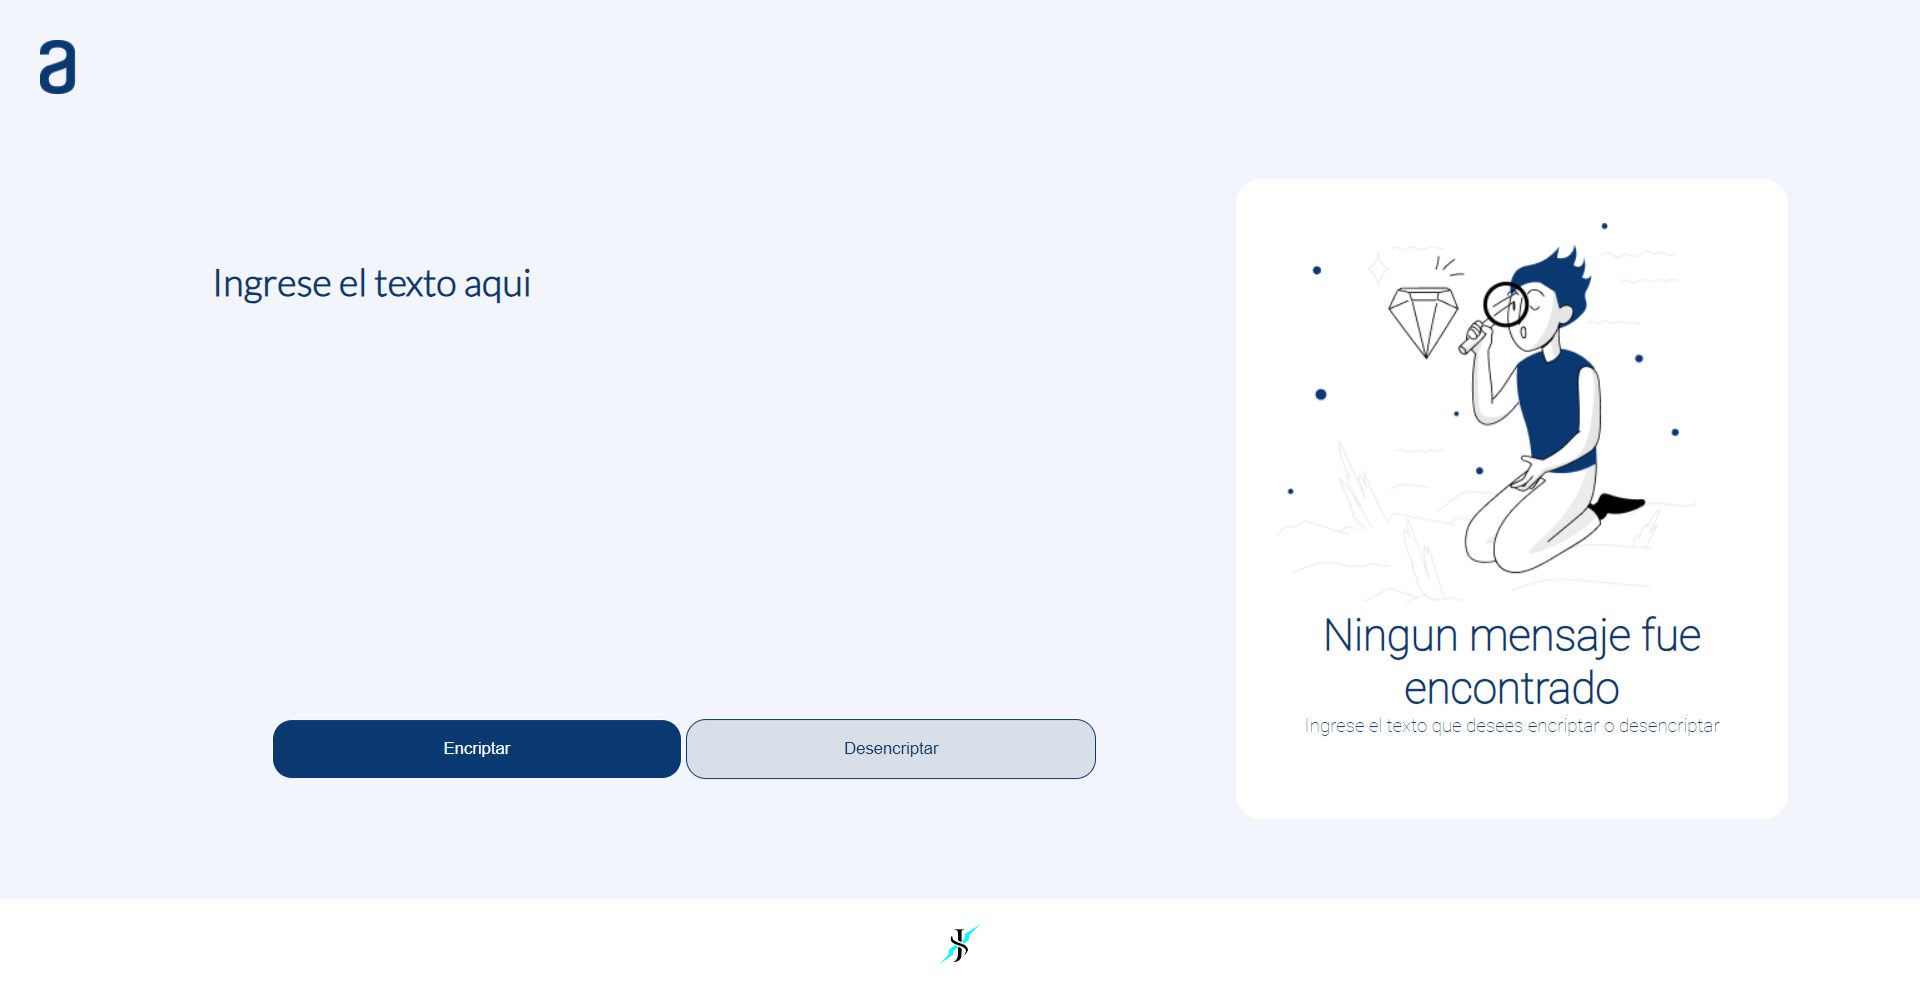 a
Ingrese el texto aqui
Encriptar
Desencriptar
Ningun mensaje fue
encontrado
Ingrese el texto que desees encriptar o desencriptar